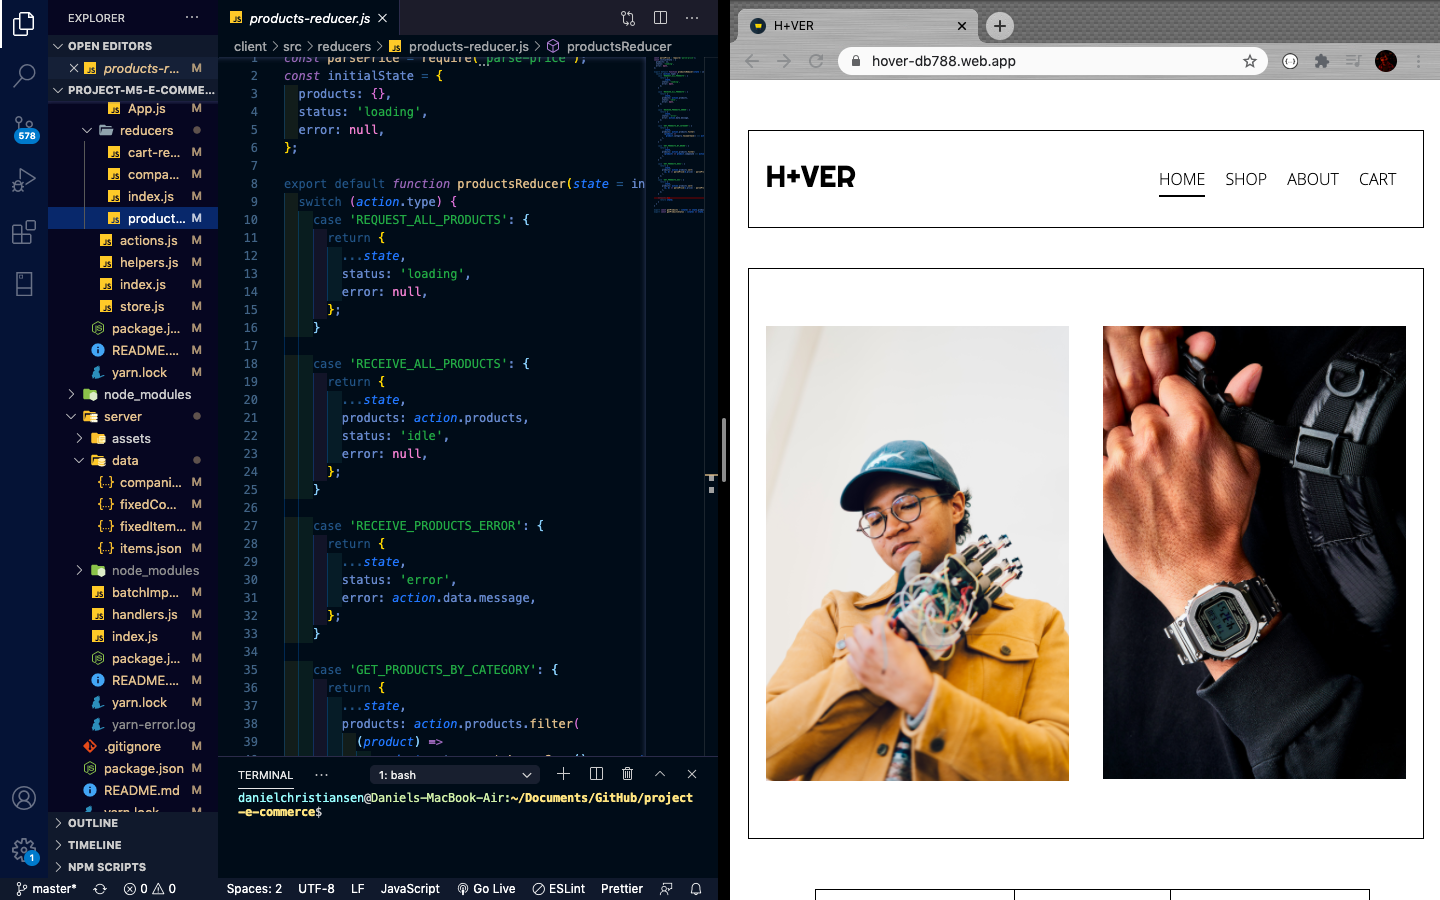 EXPLORER ···
OPEN EDITORS
products-r... M
PROJECT-M5-E-COMME...
App.js M
reducers
cart-re... M
compa... M
index.js M
product... M
actions.js M
helpers.js M
index.js M
store.js M
package.j... M
README.... M
yarn.lock M
node_modules
server
assets
data
compani... M
fixedCo... M
fixedItem... M
items.json M
node_modules
batchImp... M
handlers.js M
index.js M
package.j... M
README.... M
yarn.lock M
yarn-error.log
.gitignore M
package.json M
README.md M
yarn.lock M
OUTLINE
TIMELINE
NPM SCRIPTS
578
1
products-reducer.js
client > src > reducers > products-reducer.js > productsReducer
1 const parsePrice = require('parse-price');
2 const initialState = {
3 products: {},
4 status: 'loading',
5 error: null,
6 };
7
8 export default function productsReducer(state = in
9 switch (action.type) {
10 case 'REQUEST_ALL_PRODUCTS': {
11 return {
12 ...state,
13 status: 'loading',
14 error: null,
15 };
16 }
17
18 case 'RECEIVE_ALL_PRODUCTS': {
19 return {
20 ...state,
21 products: action.products,
22 status: 'idle',
23 error: null,
24 };
25 }
26
27 case 'RECEIVE_PRODUCTS_ERROR': {
28 return {
29 ...state,
30 status: 'error',
31 error: action.data.message,
32 };
33 }
34
35 case 'GET_PRODUCTS_BY_CATEGORY': {
36 return {
37 ...state,
38 products: action.products.filter(
39 (product) =>
TERMINAL ··· 1: bash
danielchristiansen@Daniels-MacBook-Air:~/Documents/GitHub/project
-e-commerce$
master* 0 0 Spaces: 2 UTF-8 LF JavaScript Go Live ESLint Prettier
H+VER
hover-db788.web.app
H+VER
HOME SHOP ABOUT CART